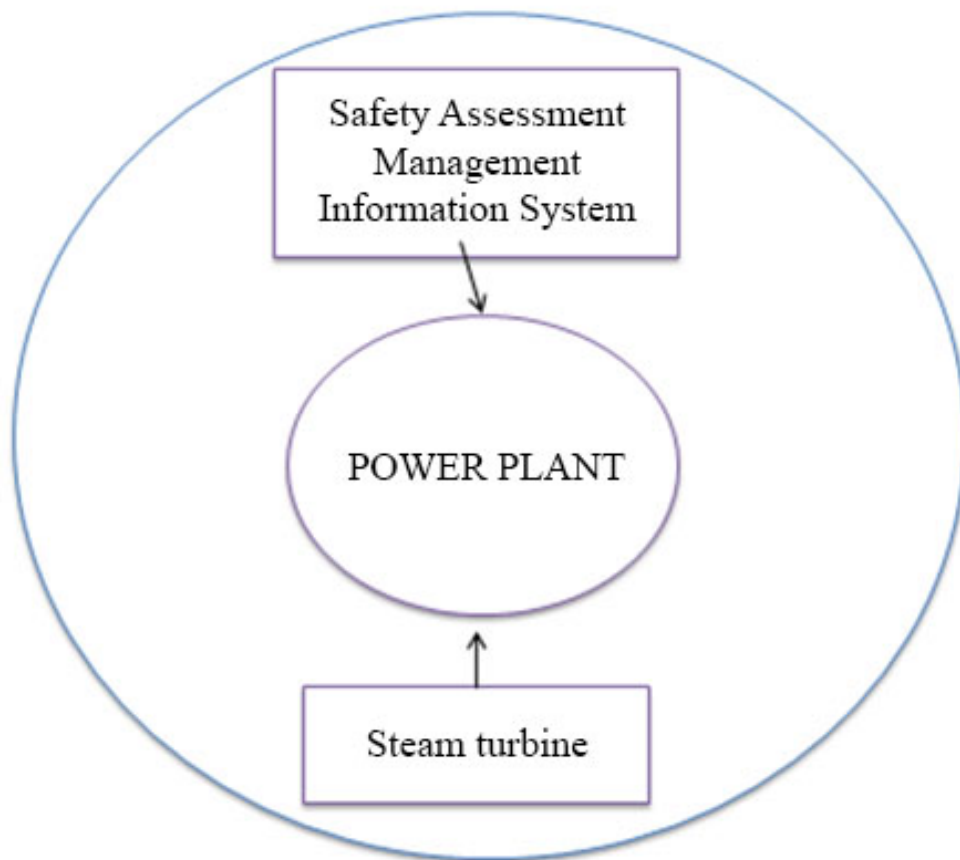 Safety Assessment
Management
Information System
POWER PLANT
Steam turbine